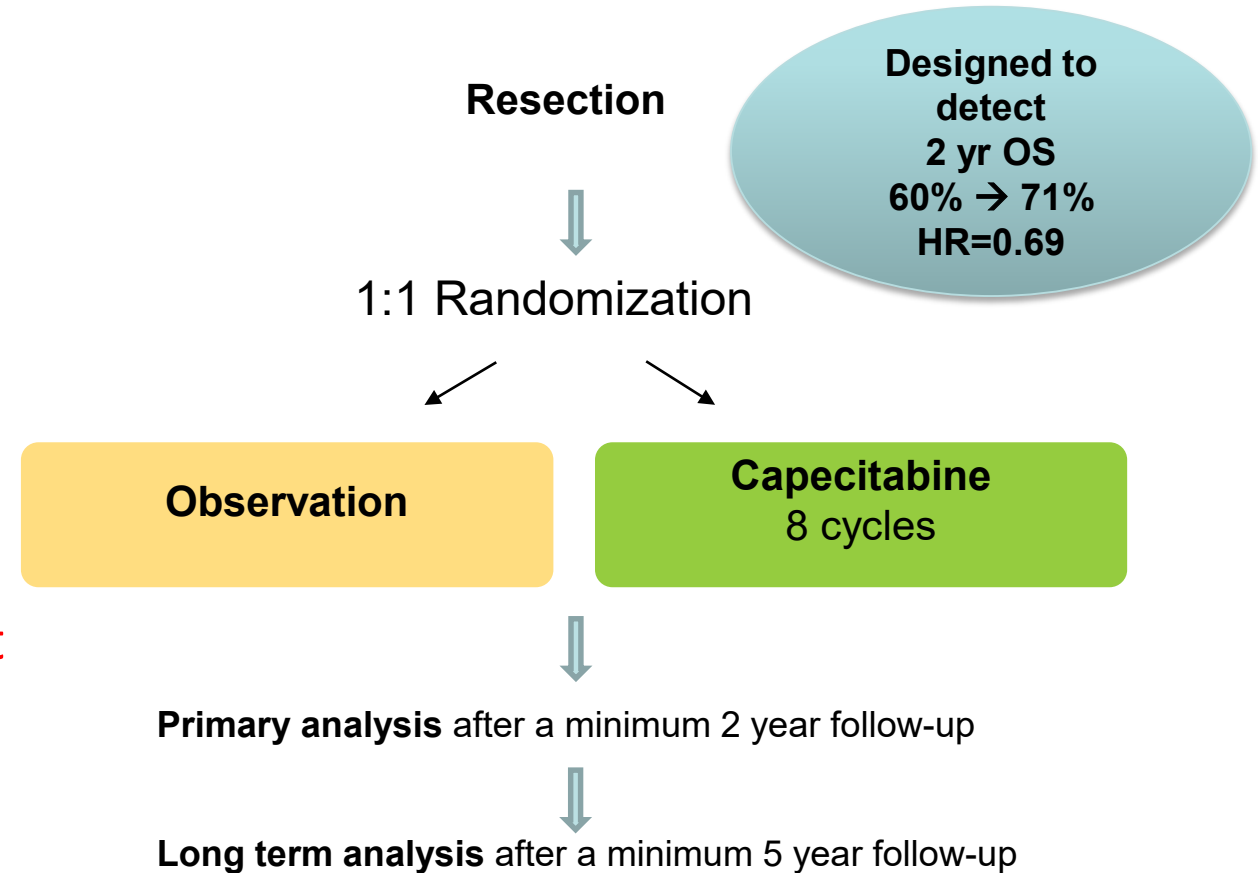 Resection
Designed to
detect
2 yr OS
60% → 71%
HR=0.69
1:1 Randomization
Observation
Capecitabine
8 cycles
Primary analysis after a minimum 2 year follow-up
Long term analysis after a minimum 5 year follow-up